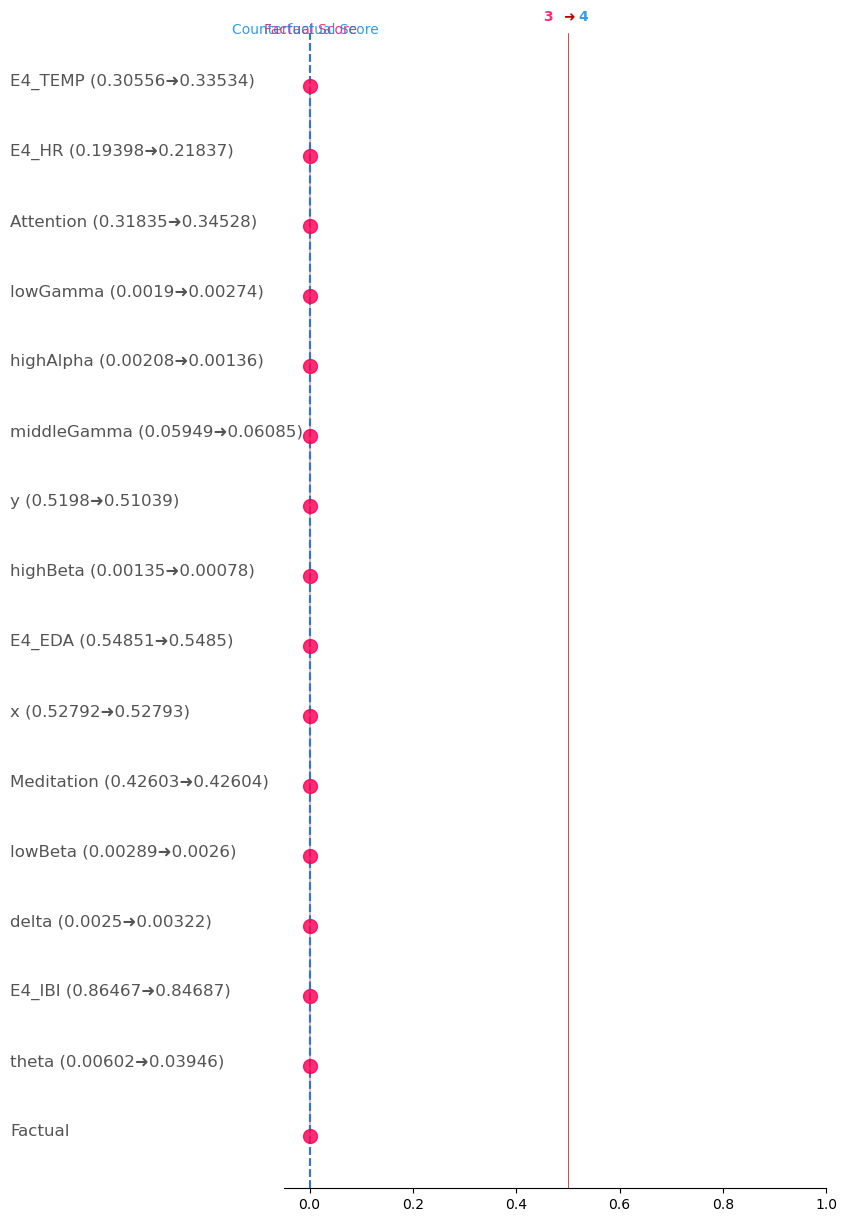 3 ➜ 4
Counterfactual Score
Factual Score
E4_TEMP (0.30556➜0.33534)
E4_HR (0.19398➜0.21837)
Attention (0.31835➜0.34528)
lowGamma (0.0019➜0.00274)
highAlpha (0.00208➜0.00136)
middleGamma (0.05949➜0.06085)
y (0.5198➜0.51039)
highBeta (0.00135➜0.00078)
E4_EDA (0.54851➜0.5485)
x (0.52792➜0.52793)
Meditation (0.42603➜0.42604)
lowBeta (0.00289➜0.0026)
delta (0.0025➜0.00322)
E4_IBI (0.86467➜0.84687)
theta (0.00602➜0.03946)
Factual
0.0 0.2 0.4 0.6 0.8 1.0